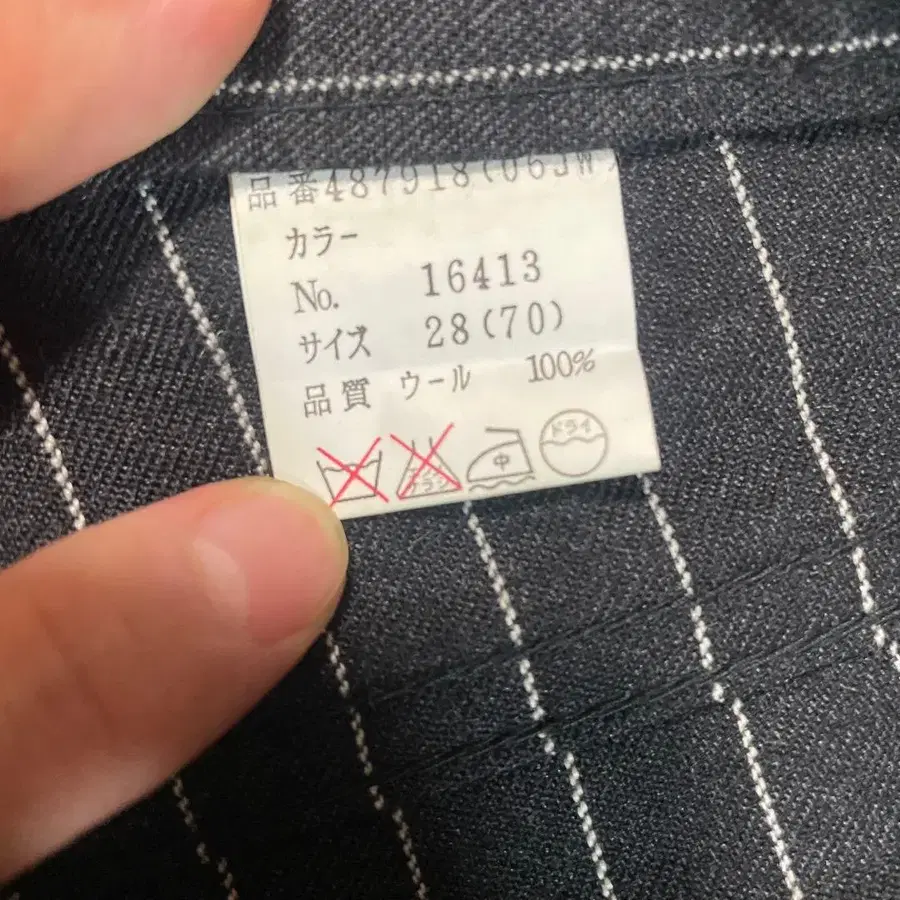 品番487918(063W)
カラー
No. 16413
サイズ 28(70)
品質 ウール 100%
中 ドライ